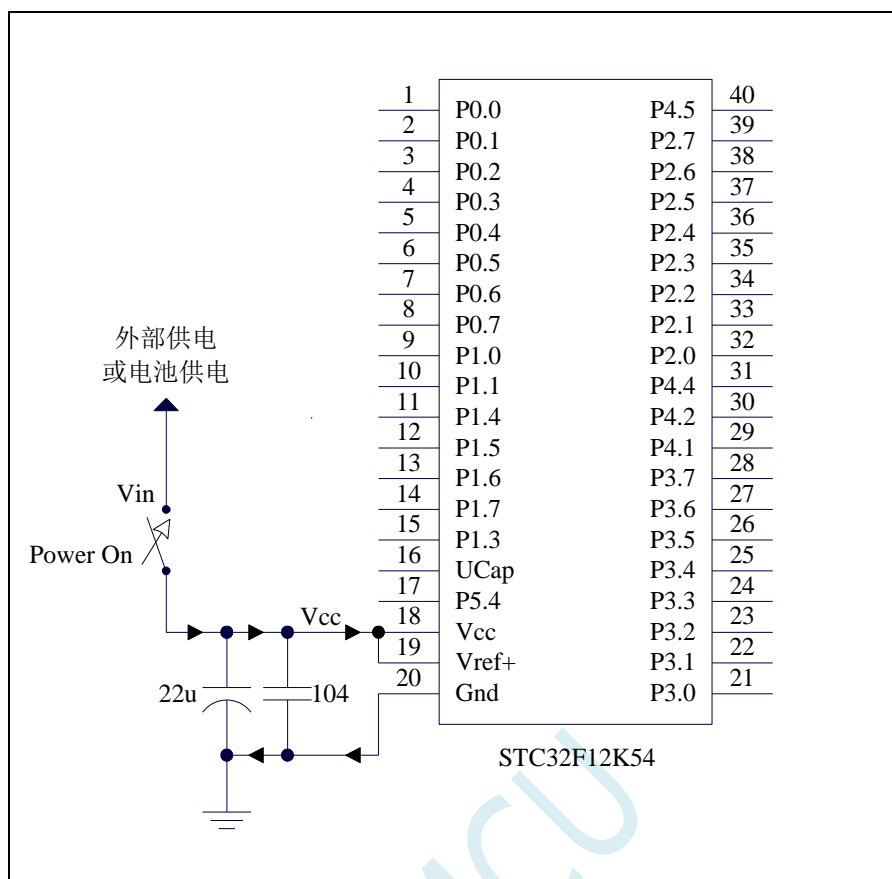 1 P0.0 P4.5 40
2 P0.1 P2.7 39
3 P0.2 P2.6 38
4 P0.3 P2.5 37
5 P0.4 P2.4 36
6 P0.5 P2.3 35
7 P0.6 P2.2 34
8 P0.7 P2.1 33
9 P1.0 P2.0 32
10 P1.1 P4.4 31
11 P1.4 P4.2 30
12 P1.5 P4.1 29
13 P1.6 P3.7 28
14 P1.7 P3.6 27
15 P1.3 P3.5 26
16 UCap P3.4 25
17 P5.4 P3.3 24
18 Vcc P3.2 23
19 Vref+ P3.1 22
20 Gnd P3.0 21
外部供电
或电池供电
Vin
Power On
Vcc
22u
104
STC32F12K54
MCU